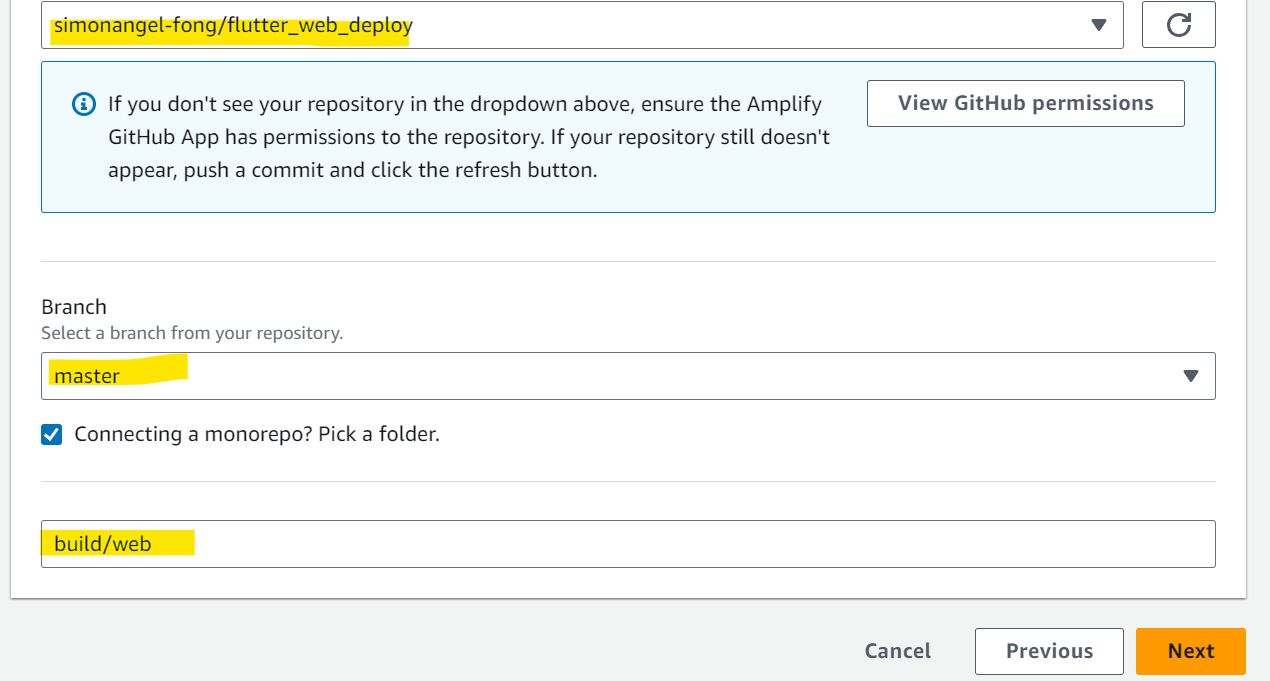 simonangel-fong/flutter_web_deploy
If you don't see your repository in the dropdown above, ensure the Amplify
GitHub App has permissions to the repository. If your repository still doesn't
appear, push a commit and click the refresh button.
View GitHub permissions
Branch
Select a branch from your repository.
master
Connecting a monorepo? Pick a folder.
build/web
Cancel
Previous
Next